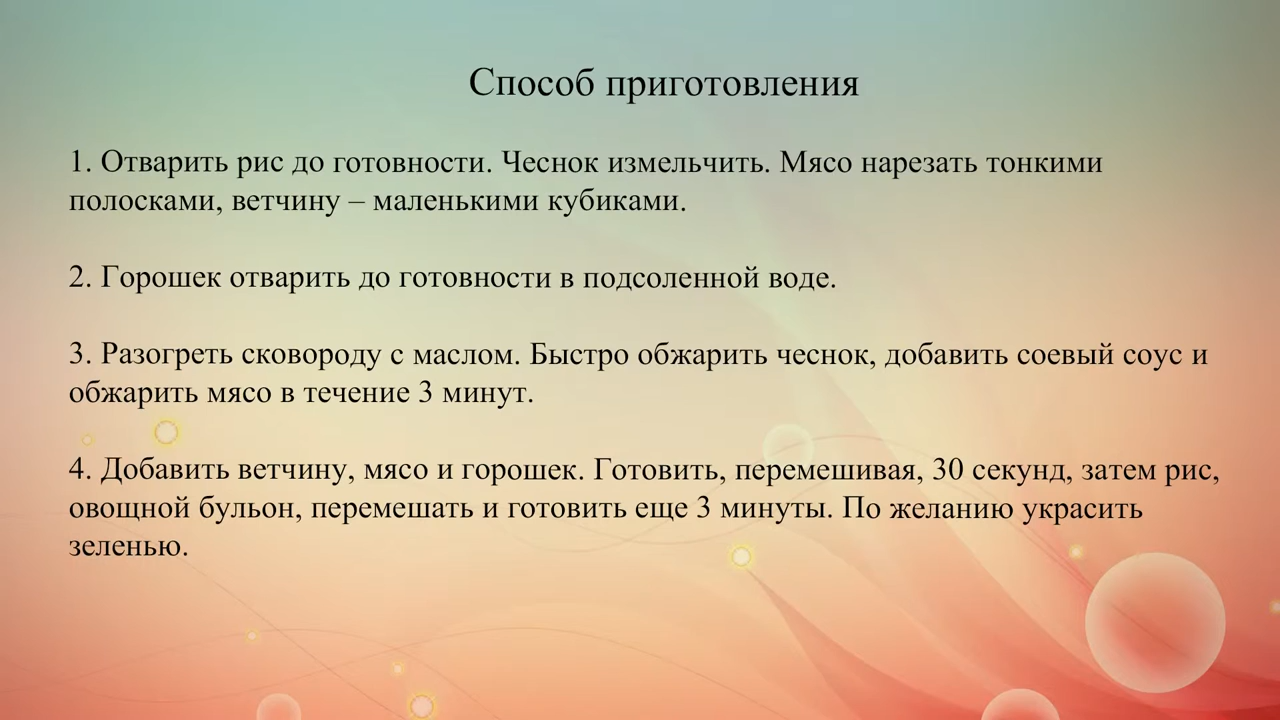 Способ приготовления
1. Отварить рис до готовности. Чеснок измельчить. Мясо нарезать тонкими
полосками, ветчину – маленькими кубиками.
2. Горошек отварить до готовности в подсоленной воде.
3. Разогреть сковороду с маслом. Быстро обжарить чеснок, добавить соевый соус и
обжарить мясо в течение 3 минут.
4. Добавить ветчину, мясо и горошек. Готовить, перемешивая, 30 секунд, затем рис,
овощной бульон, перемешать и готовить еще 3 минуты. По желанию украсить
зеленью.